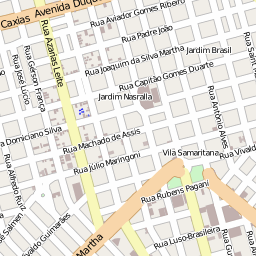 Caxias Avenida Duque
Rua Aviador Gomes Ribeiro
Rua Padre João
Jardim Brasil
Rua Joaquim da Silva Martha
Rua Azarias Leite
Rua Gerson França
Rua José Lúcio
Rua Capitão Gomes Duarte
Jardim Nasralla
Rua Antônio Alves
Domiciano Silva
Rua Machado de Assis
Rua Júlio Maringoni
Vila Samaritana
Rua Alfredo Ruiz
Rua Rubens Pagani
Martha
Rua Luso-Brasileira